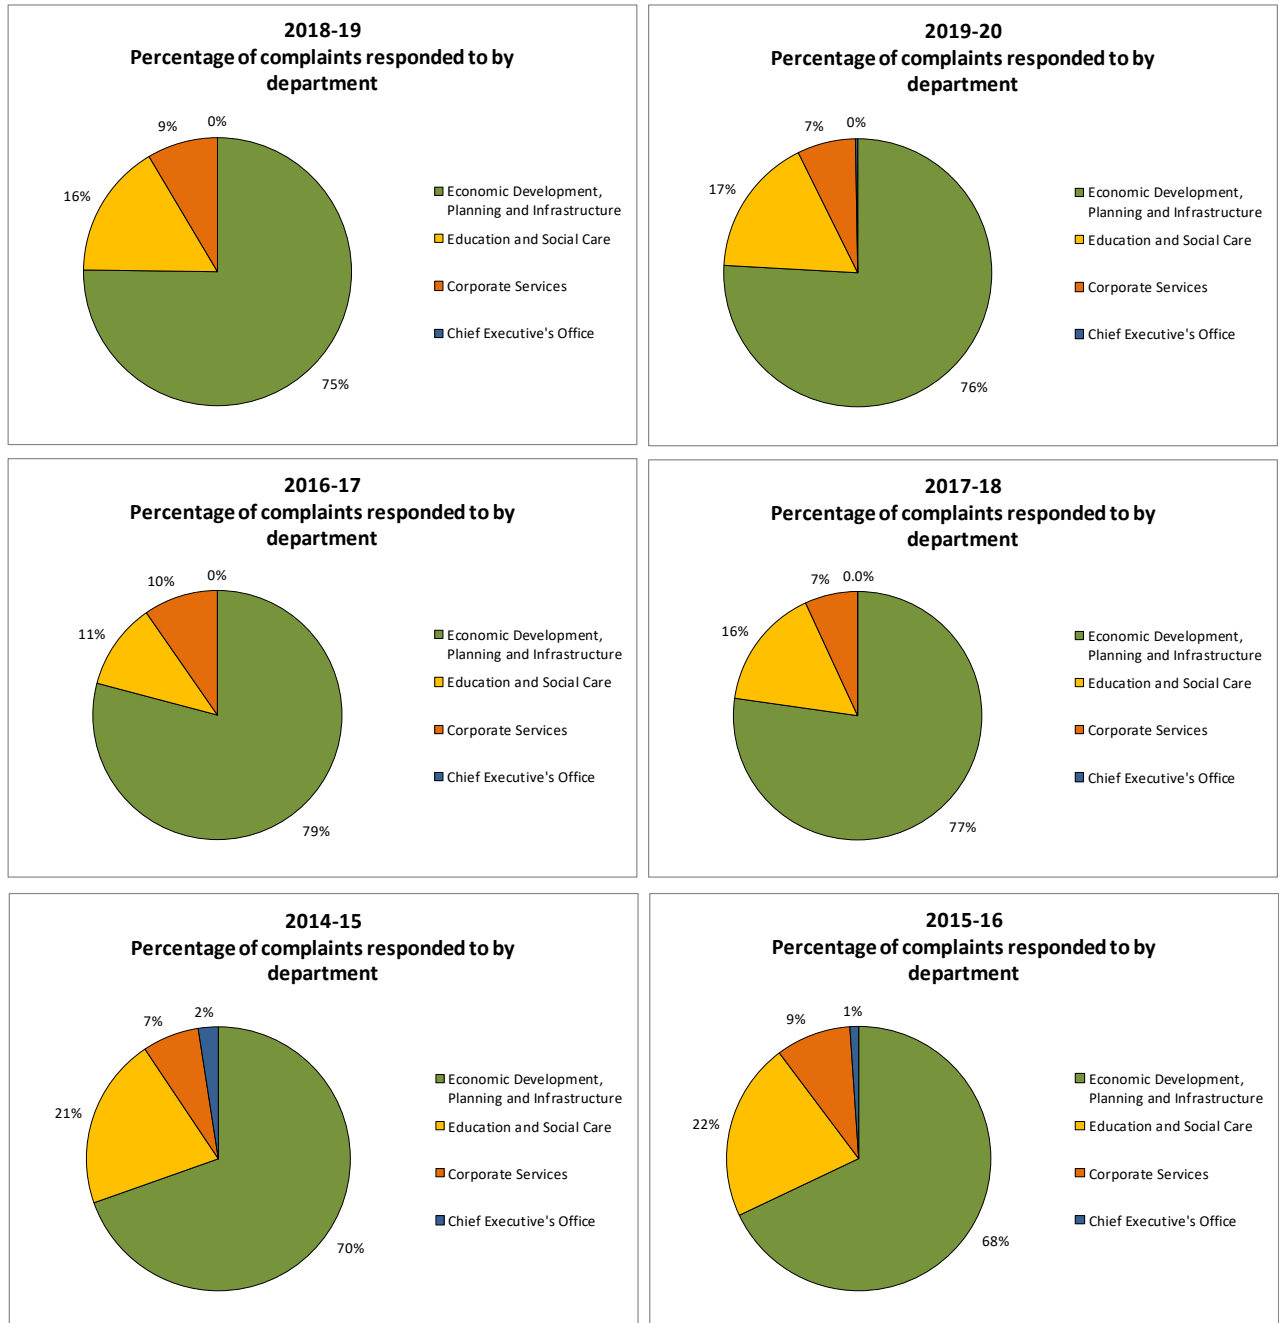 2018-19
Percentage of complaints responded to by
department
9%
0%
16%
75%
Economic Development,
Planning and Infrastructure
Education and Social Care
Corporate Services
Chief Executive's Office
2019-20
Percentage of complaints responded to by
department
7%
0%
17%
76%
Economic Development,
Planning and Infrastructure
Education and Social Care
Corporate Services
Chief Executive's Office
2016-17
Percentage of complaints responded to by
department
10%
0%
11%
79%
Economic Development,
Planning and Infrastructure
Education and Social Care
Corporate Services
Chief Executive's Office
2017-18
Percentage of complaints responded to by
department
7%
0.0%
16%
77%
Economic Development,
Planning and Infrastructure
Education and Social Care
Corporate Services
Chief Executive's Office
2014-15
Percentage of complaints responded to by
department
7%
2%
21%
70%
Economic Development,
Planning and Infrastructure
Education and Social Care
Corporate Services
Chief Executive's Office
2015-16
Percentage of complaints responded to by
department
9%
1%
22%
68%
Economic Development,
Planning and Infrastructure
Education and Social Care
Corporate Services
Chief Executive's Office